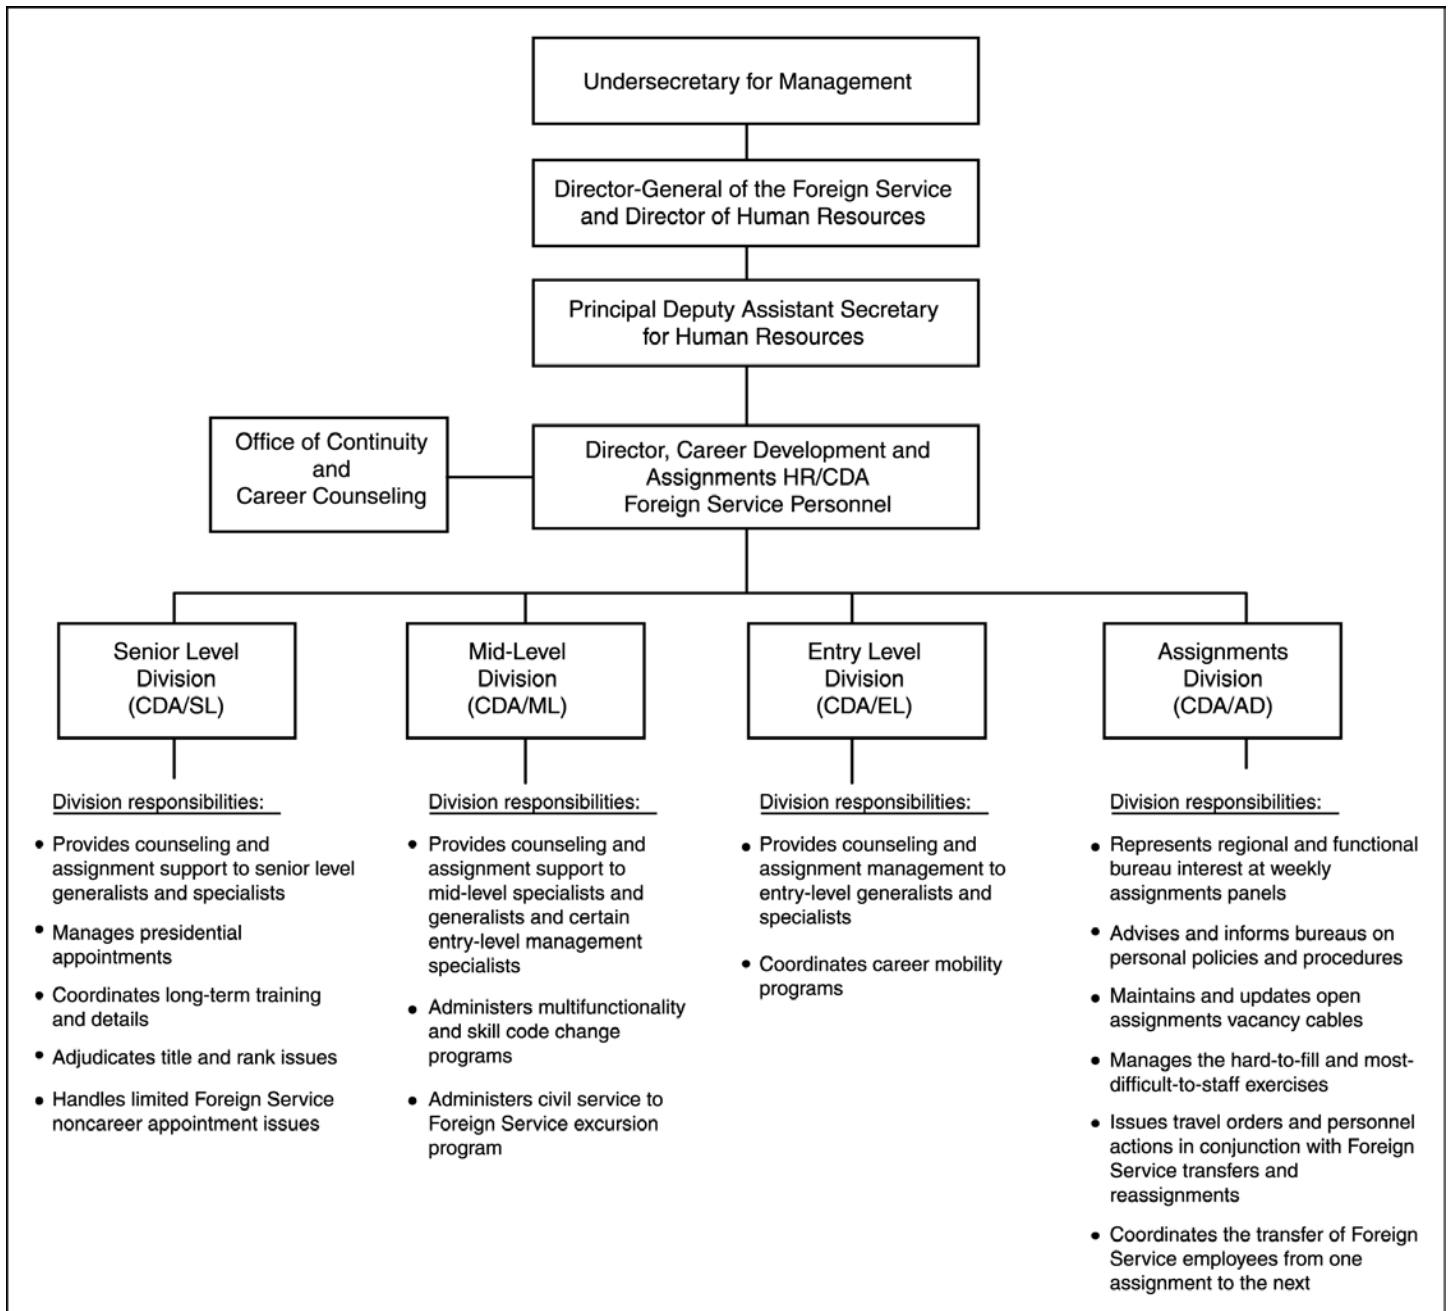 Undersecretary for Management
Director-General of the Foreign Service
and Director of Human Resources
Principal Deputy Assistant Secretary
for Human Resources
Office of Continuity
and
Career Counseling
Director, Career Development and
Assignments HR/CDA
Foreign Service Personnel
Senior Level
Division
(CDA/SL)
Mid-Level
Division
(CDA/ML)
Entry Level
Division
(CDA/EL)
Assignments
Division
(CDA/AD)
Division responsibilities:
• Provides counseling and
assignment support to senior level
generalists and specialists
• Manages presidential
appointments
• Coordinates long-term training
and details
• Adjudicates title and rank issues
• Handles limited Foreign Service
noncareer appointment issues
Division responsibilities:
• Provides counseling and
assignment support to
mid-level specialists and
generalists and certain
entry-level management
specialists
• Administers multifunctionality
and skill code change
programs
• Administers civil service to
Foreign Service excursion
program
Division responsibilities:
• Provides counseling and
assignment management to
entry-level generalists and
specialists
• Coordinates career mobility
programs
Division responsibilities:
• Represents regional and functional
bureau interest at weekly
assignments panels
• Advises and informs bureaus on
personal policies and procedures
• Maintains and updates open
assignments vacancy cables
• Manages the hard-to-fill and most-
difficult-to-staff exercises
• Issues travel orders and personnel
actions in conjunction with Foreign
Service transfers and
reassignments
• Coordinates the transfer of Foreign
Service employees from one
assignment to the next